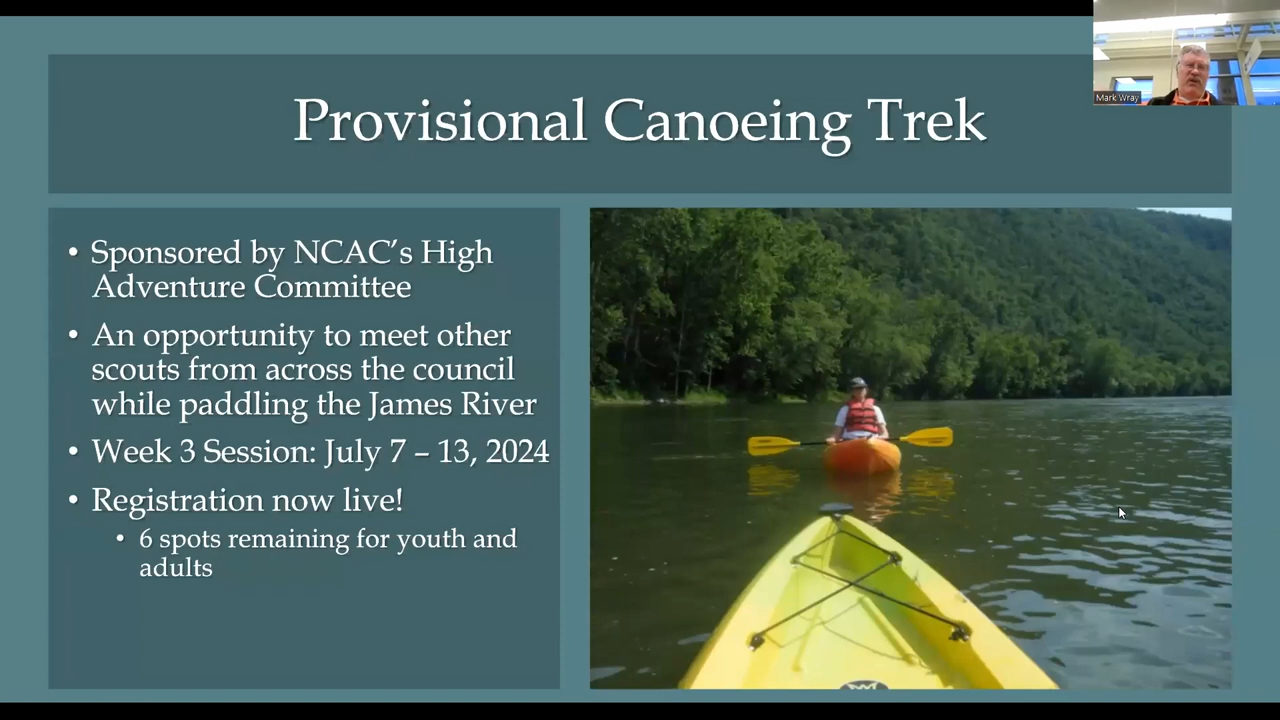 Mark Wray
Provisional Canoeing Trek
• Sponsored by NCAC’s High
Adventure Committee
• An opportunity to meet other
scouts from across the council
while paddling the James River
• Week 3 Session: July 7 – 13, 2024
• Registration now live!
• 6 spots remaining for youth and
adults